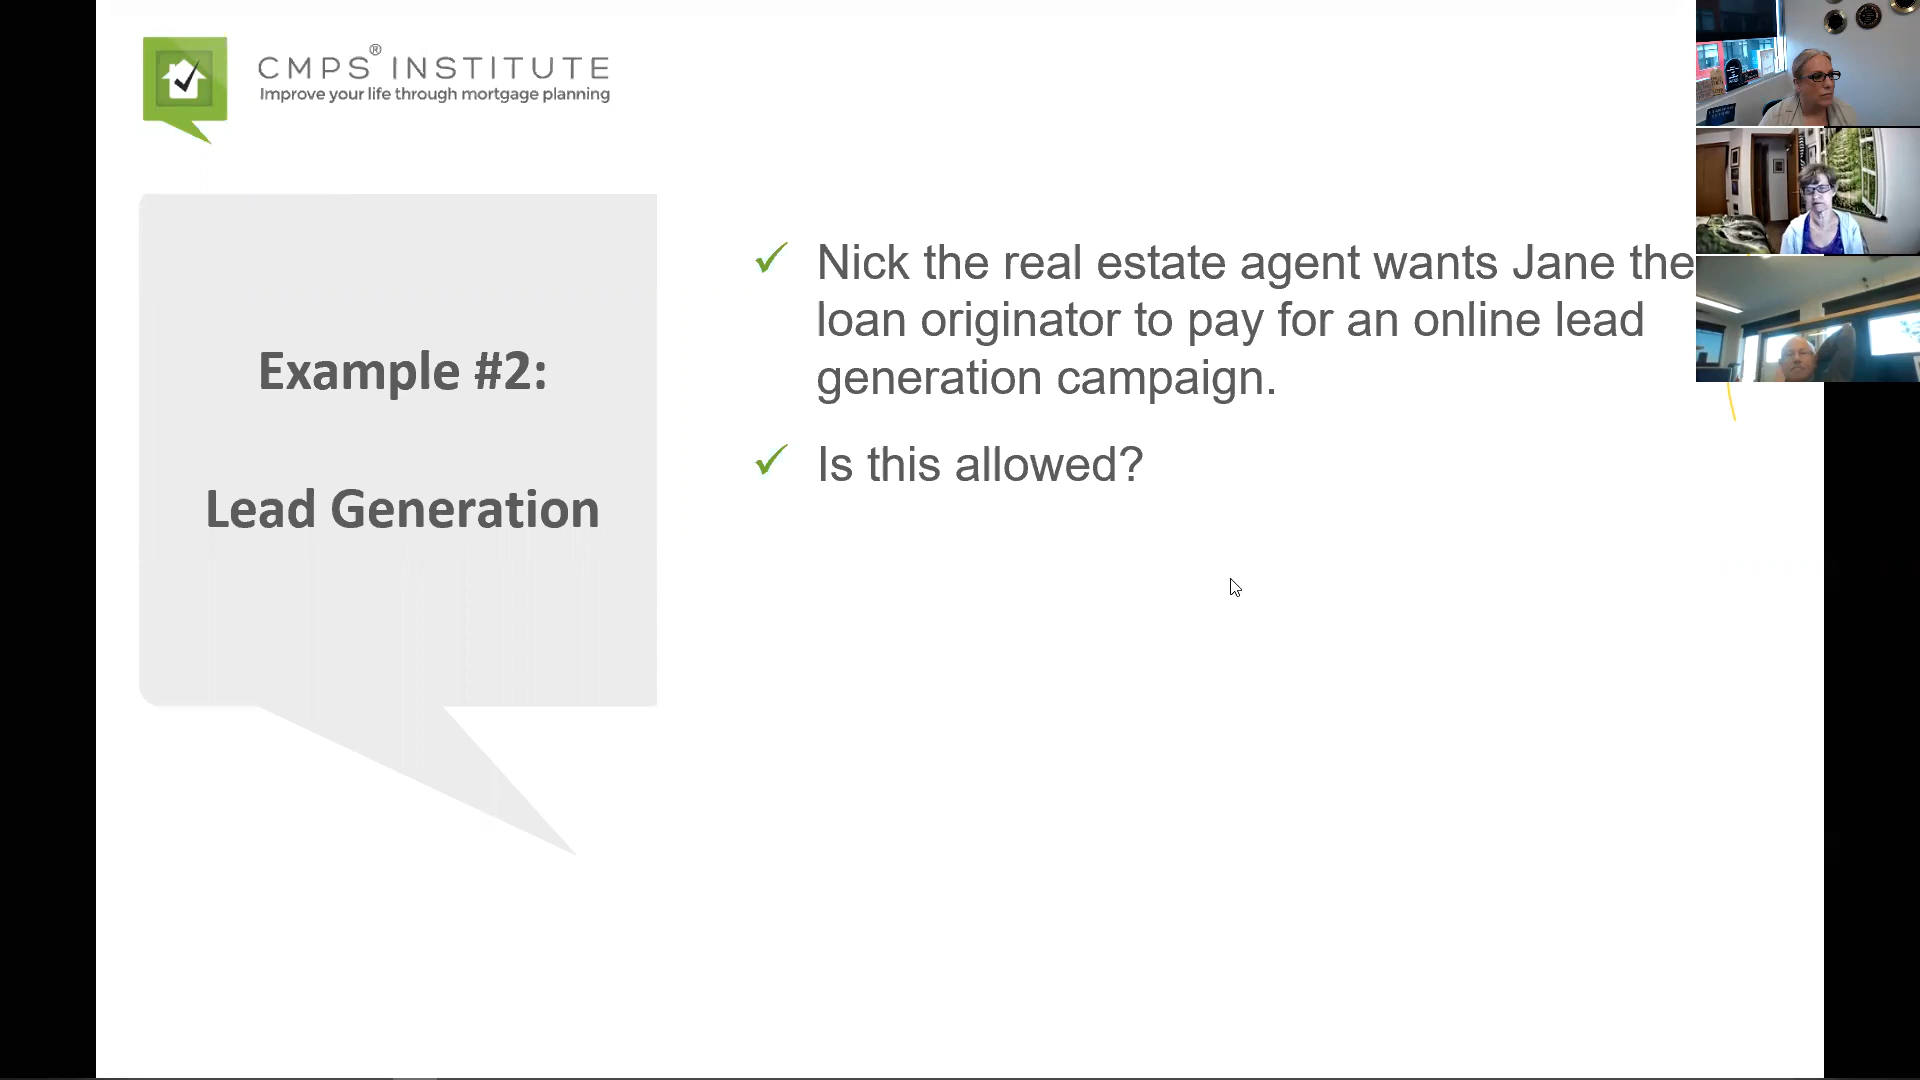 CMPS® INSTITUTE
Improve your life through mortgage planning
Example #2:
Lead Generation
✓ Nick the real estate agent wants Jane the
loan originator to pay for an online lead
generation campaign.
✓ Is this allowed?